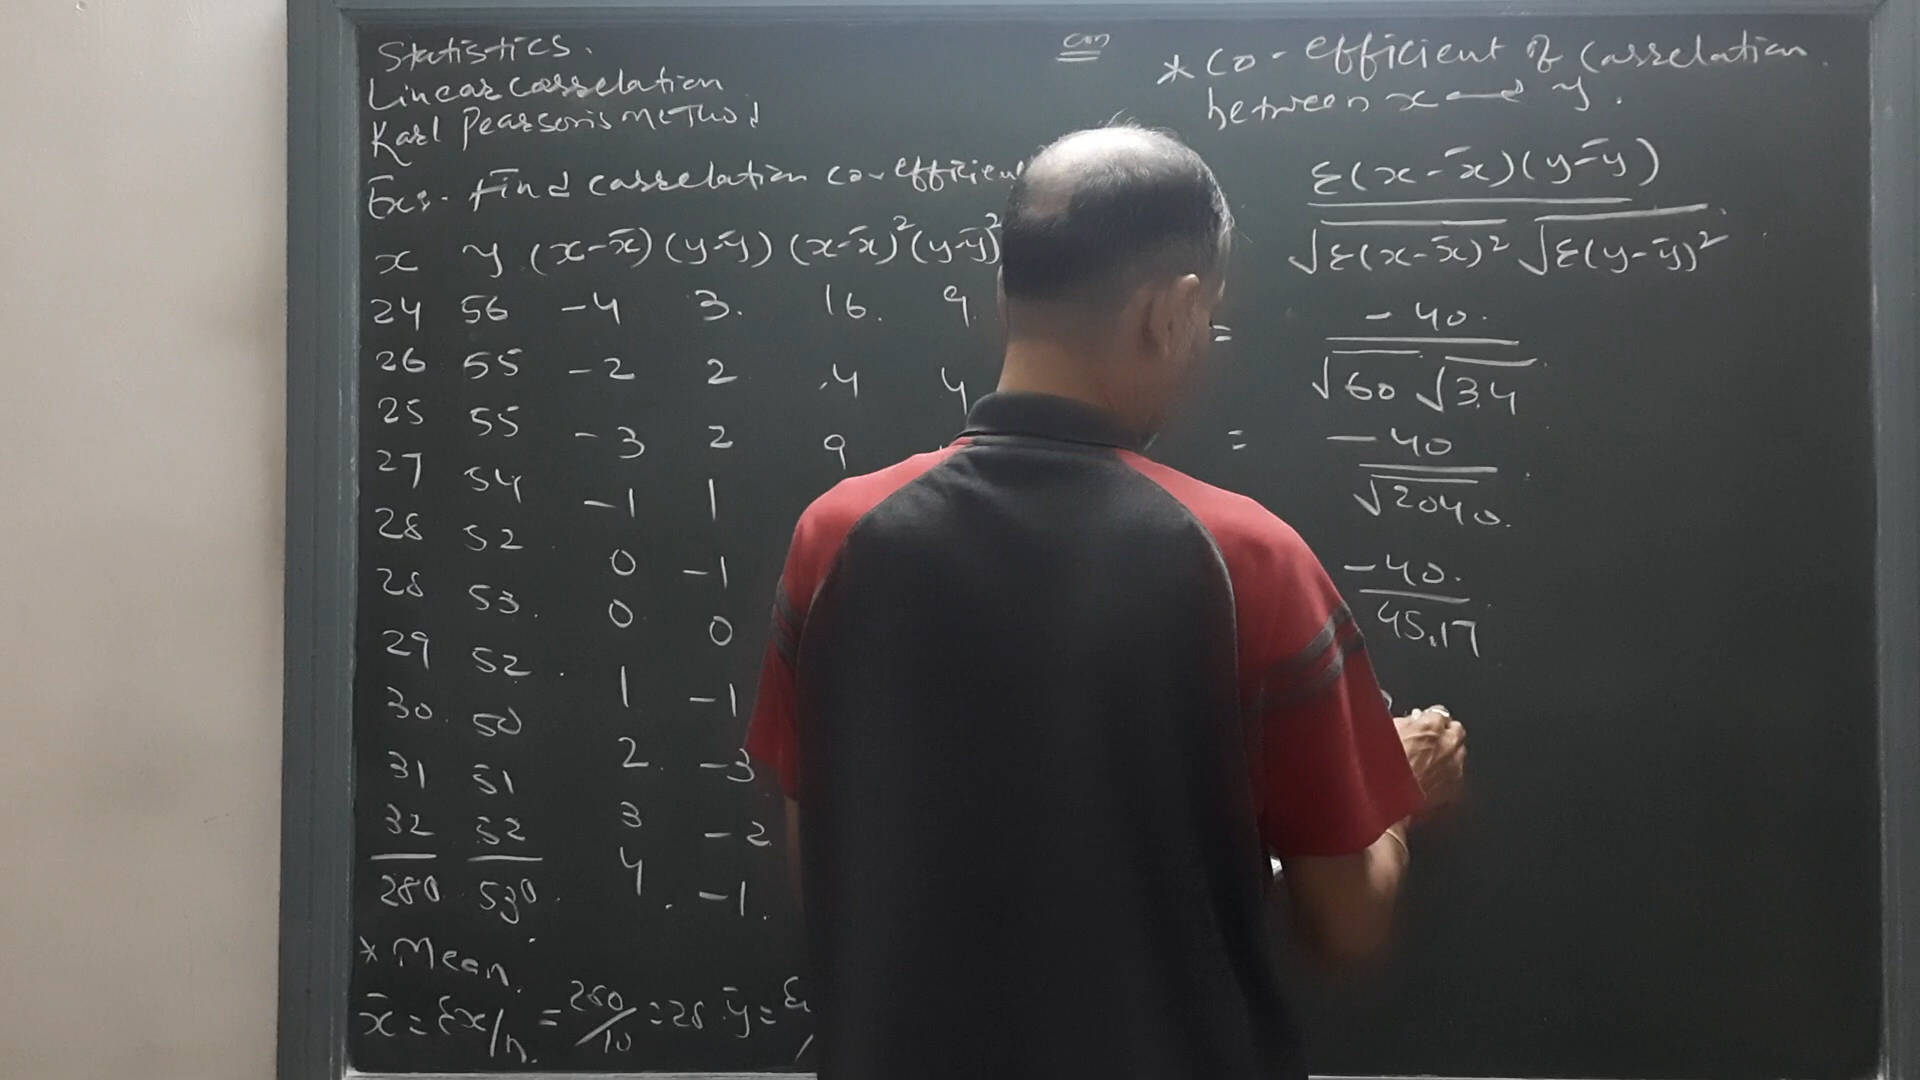 Statistics.
Linear correlation
Karl Pearson's Method
Ex:- Find correlation co-efficien
x y (x-x̄) (y-ȳ) (x-x̄)² (y-ȳ)²
24 56 -4 3. 16. 9
26 55 -2 2 4 4
25 55 -3 2 9
27 54 -1 1
28 52 0 -1
28 53. 0 0
29 52 1 -1
30 50 2 -3
31 51 3 -2
32 52 4 -1
280 530
* Mean
x̄ = Σx/n = 280/10 = 28 ȳ = Σ
* Co-efficient of Correlation
between x and y.
Σ(x-x̄)(y-ȳ)
√Σ(x-x̄)² √Σ(y-ȳ)²
= -40
√60 √34
= -40
√2040
-40
45.17